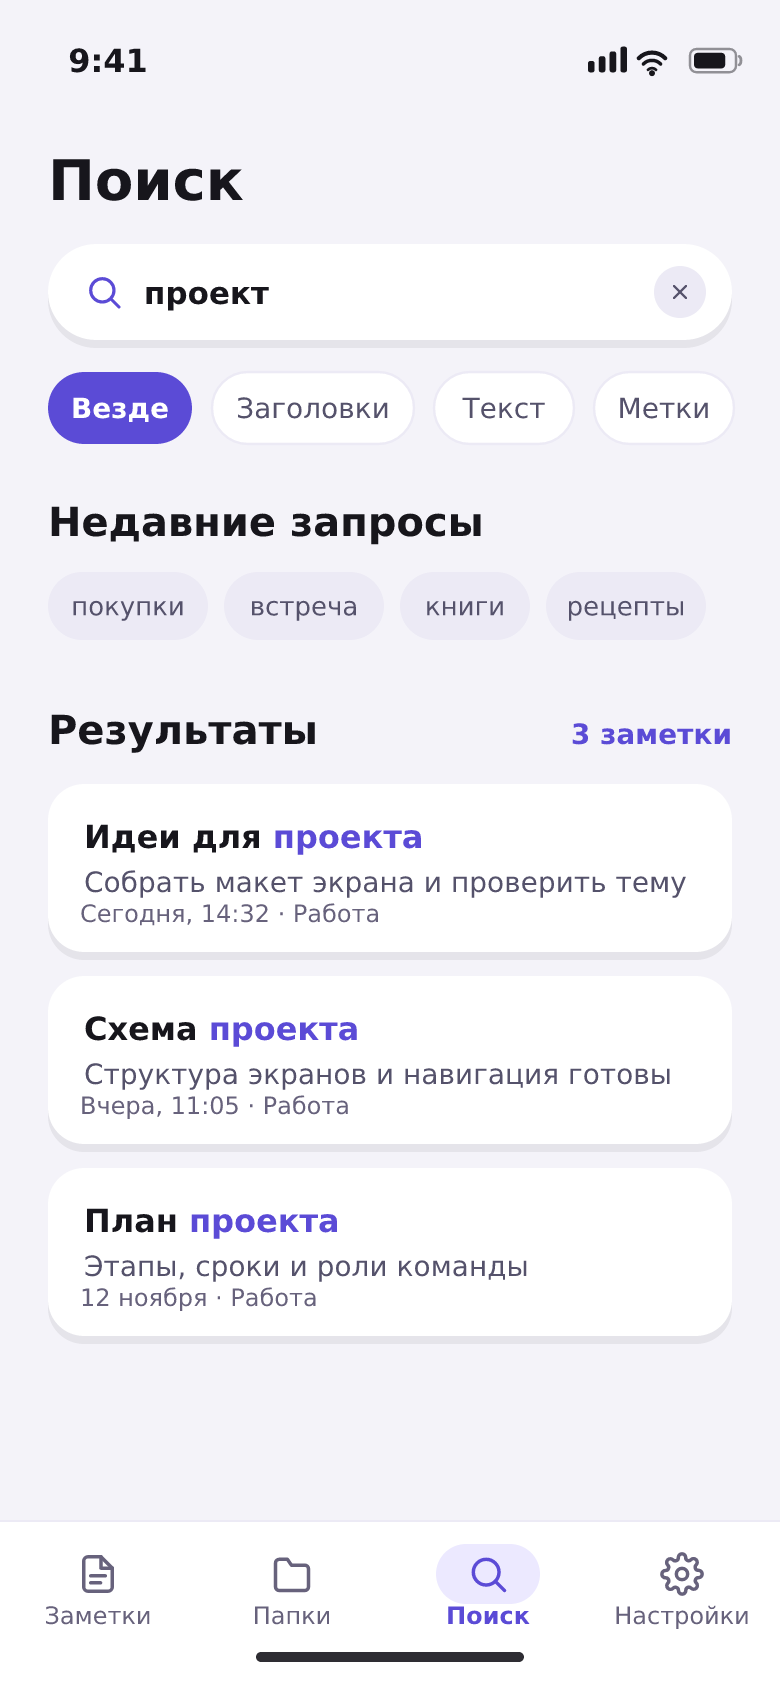 9:41
Поиск
проект
Везде Заголовки Текст Метки
Недавние запросы
покупки встреча книги рецепты
Результаты 3 заметки
Идеи для проекта
Собрать макет экрана и проверить тему
Сегодня, 14:32 · Работа
Схема проекта
Структура экранов и навигация готовы
Вчера, 11:05 · Работа
План проекта
Этапы, сроки и роли команды
12 ноября · Работа
Заметки Папки Поиск Настройки